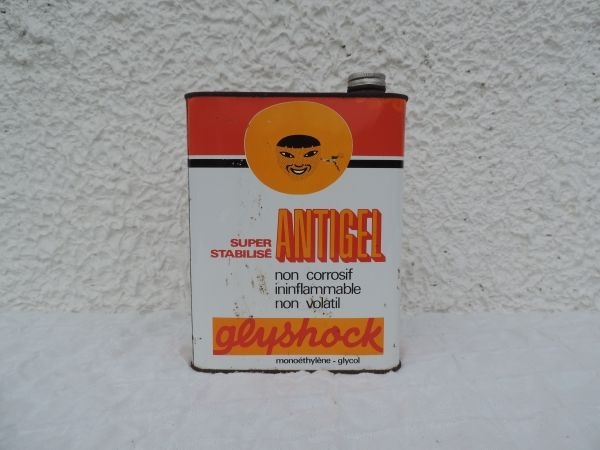 SUPER
STABILISÉ
ANTIGEL
non corrosif
ininflammable
non volatil
glyshock
monoéthylène - glycol